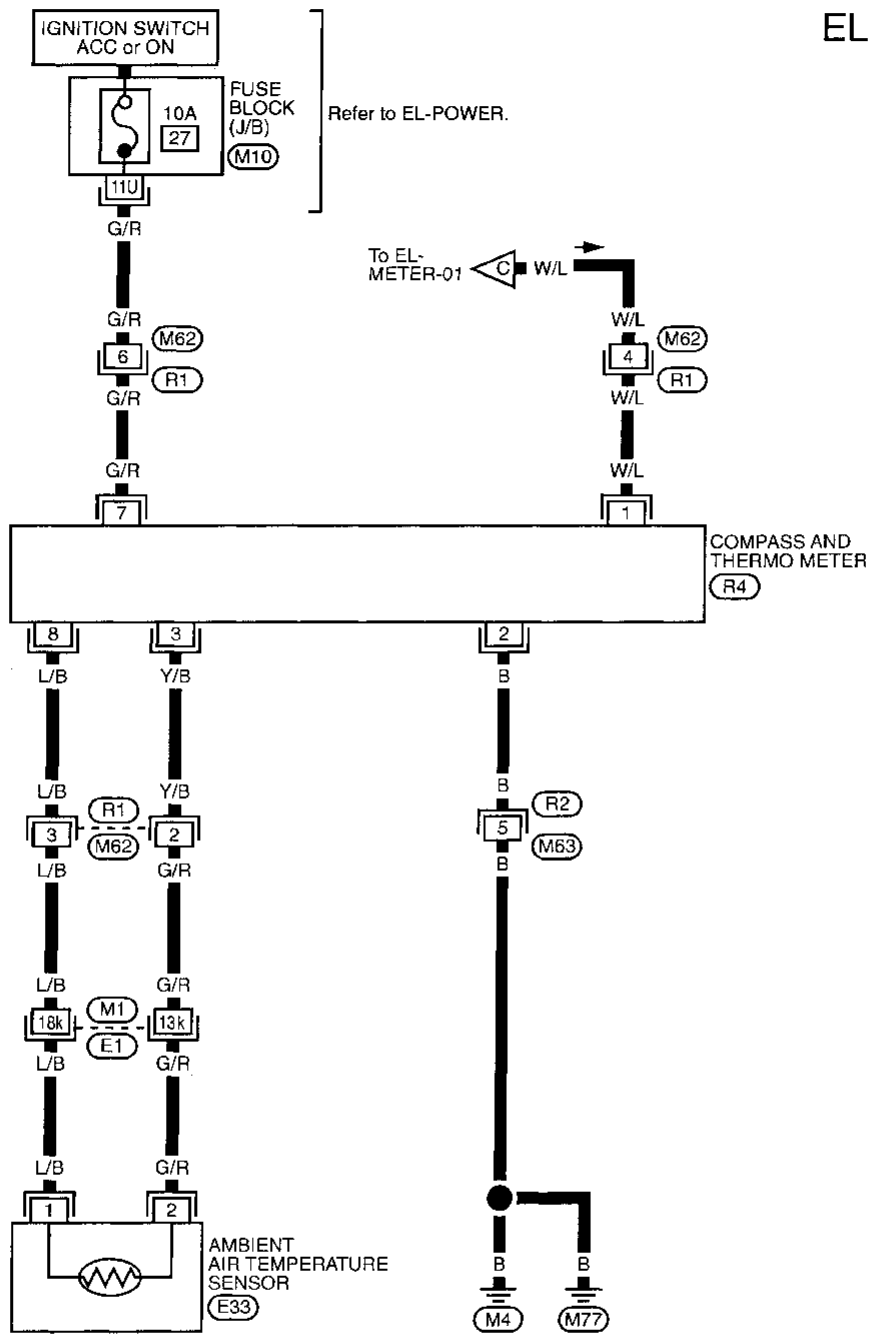 EL
IGNITION SWITCH
ACC or ON
FUSE
BLOCK
(J/B)
M10
10A
27
Refer to EL-POWER.
11U
G/R
To EL-
METER-01
C
W/L
G/R
W/L
6
M62
R1
4
M62
R1
G/R
W/L
G/R
W/L
7
1
COMPASS AND
THERMO METER
R4
8
3
2
L/B
Y/B
B
L/B
Y/B
B
3
R1
M62
2
5
R2
M63
L/B
G/R
B
L/B
G/R
18k
M1
E1
13k
L/B
G/R
L/B
G/R
1
2
AMBIENT
AIR TEMPERATURE
SENSOR
E33
B
B
M4
M77